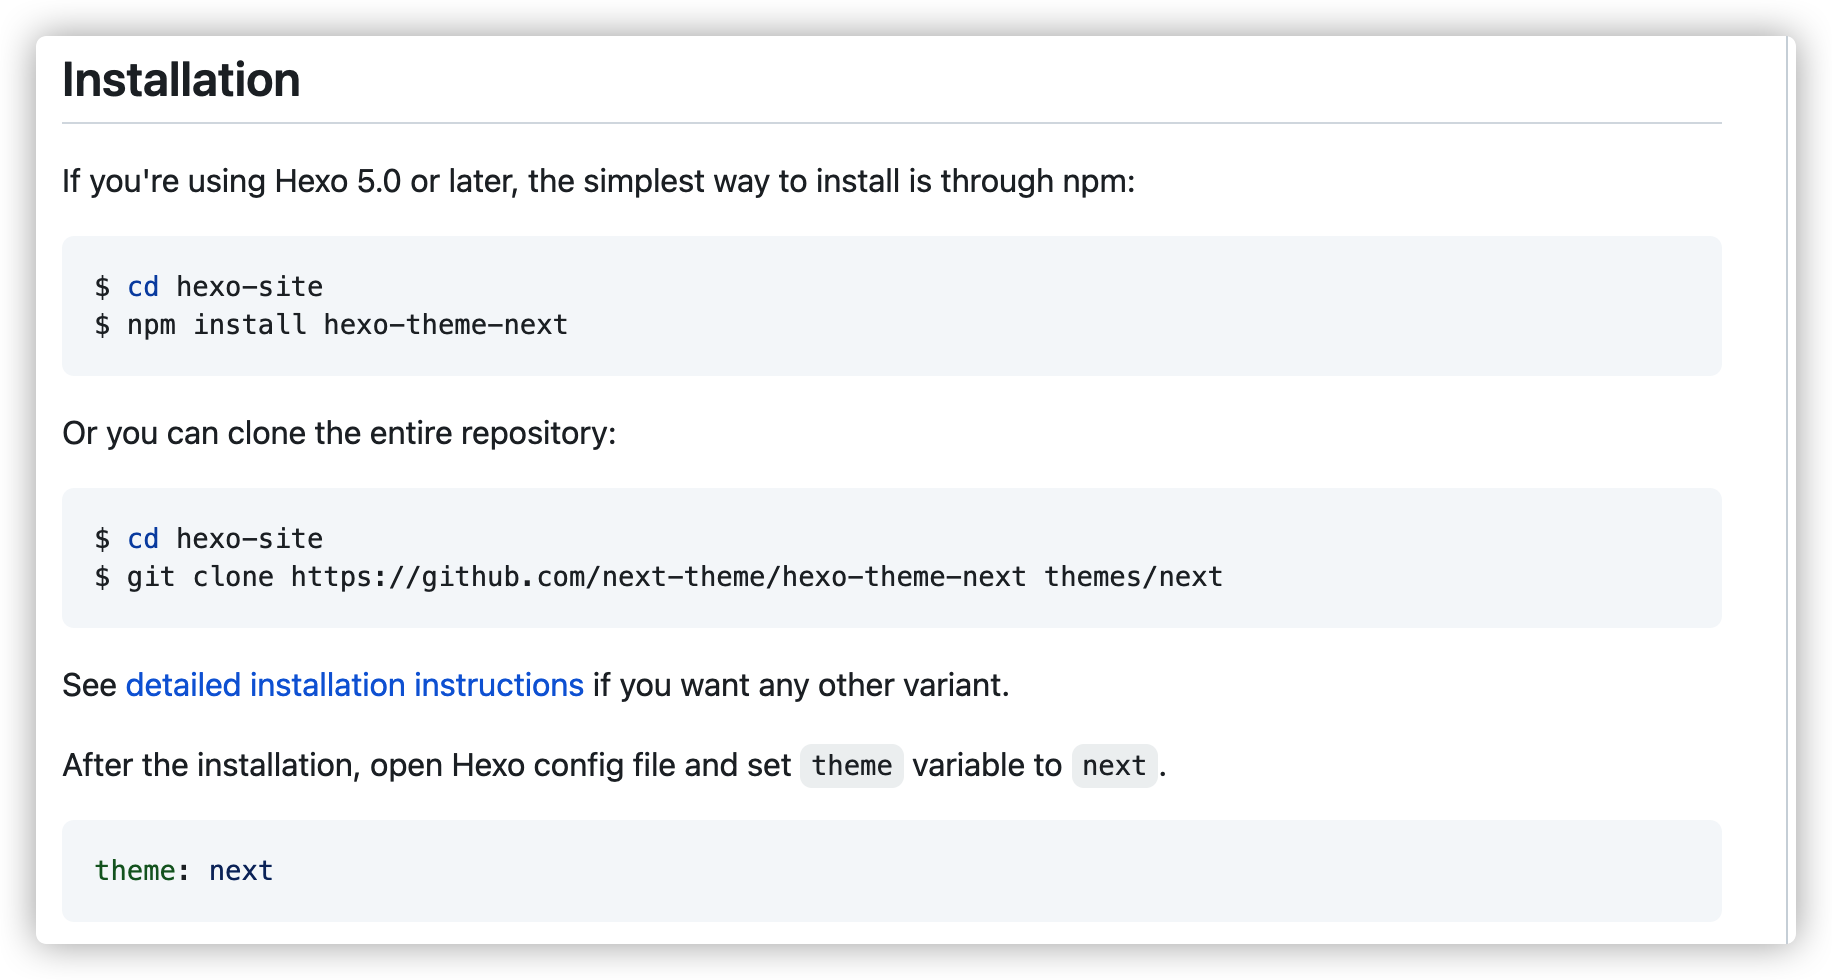 Installation
If you're using Hexo 5.0 or later, the simplest way to install is through npm:
$ cd hexo-site
$ npm install hexo-theme-next
Or you can clone the entire repository:
$ cd hexo-site
$ git clone https://github.com/next-theme/hexo-theme-next themes/next
See detailed installation instructions if you want any other variant.
After the installation, open Hexo config file and set theme variable to next.
theme: next